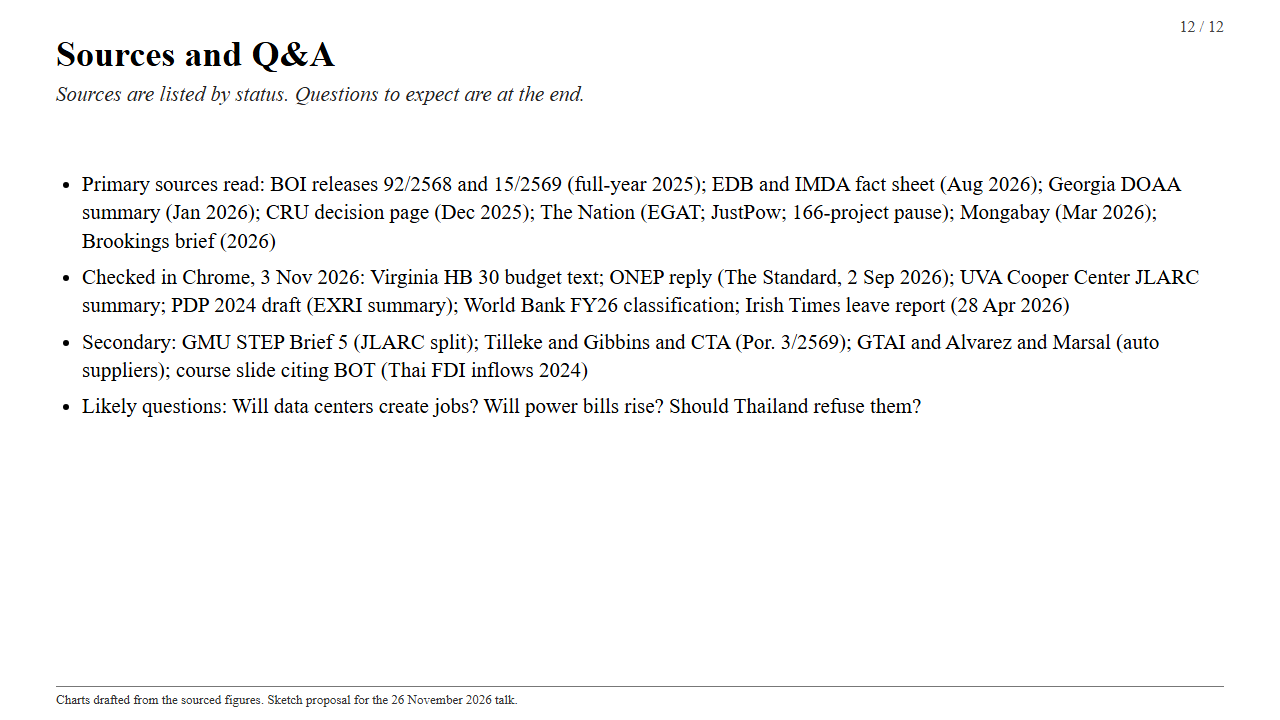 12 / 12
Sources and Q&A
Sources are listed by status. Questions to expect are at the end.
• Primary sources read: BOI releases 92/2568 and 15/2569 (full-year 2025); EDB and IMDA fact sheet (Aug 2026); Georgia DOAA
summary (Jan 2026); CRU decision page (Dec 2025); The Nation (EGAT; JustPow; 166-project pause); Mongabay (Mar 2026);
Brookings brief (2026)
• Checked in Chrome, 3 Nov 2026: Virginia HB 30 budget text; ONEP reply (The Standard, 2 Sep 2026); UVA Cooper Center JLARC
summary; PDP 2024 draft (EXRI summary); World Bank FY26 classification; Irish Times leave report (28 Apr 2026)
• Secondary: GMU STEP Brief 5 (JLARC split); Tilleke and Gibbins and CTA (Por. 3/2569); GTAI and Alvarez and Marsal (auto
suppliers); course slide citing BOT (Thai FDI inflows 2024)
• Likely questions: Will data centers create jobs? Will power bills rise? Should Thailand refuse them?
Charts drafted from the sourced figures. Sketch proposal for the 26 November 2026 talk.